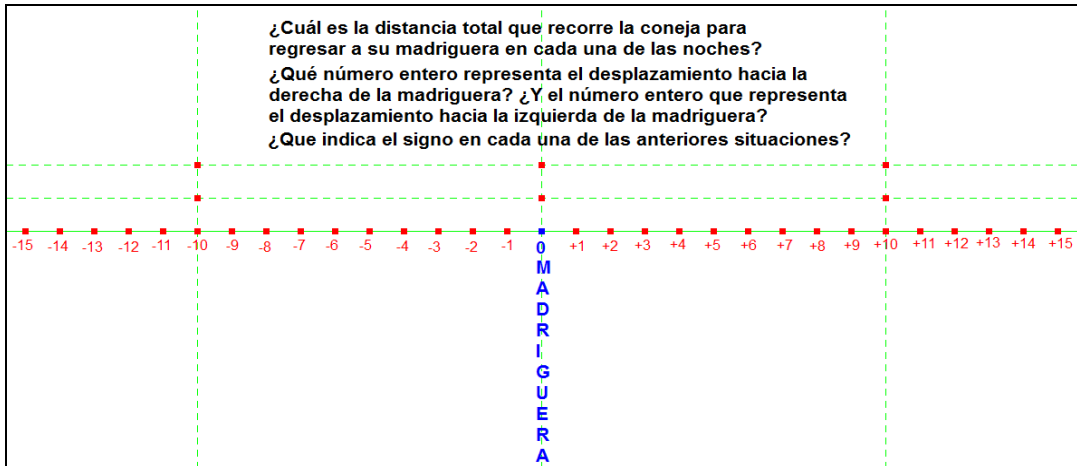 ¿Cuál es la distancia total que recorre la coneja para
regresar a su madriguera en cada una de las noches?
¿Qué número entero representa el desplazamiento hacia la
derecha de la madriguera? ¿Y el número entero que representa
el desplazamiento hacia la izquierda de la madriguera?
¿Que indica el signo en cada una de las anteriores situaciones?
-15 -14 -13 -12 -11 -10 -9 -8 -7 -6 -5 -4 -3 -2 -1 0 +1 +2 +3 +4 +5 +6 +7 +8 +9 +10 +11 +12 +13 +14 +15
MADRIGUERA